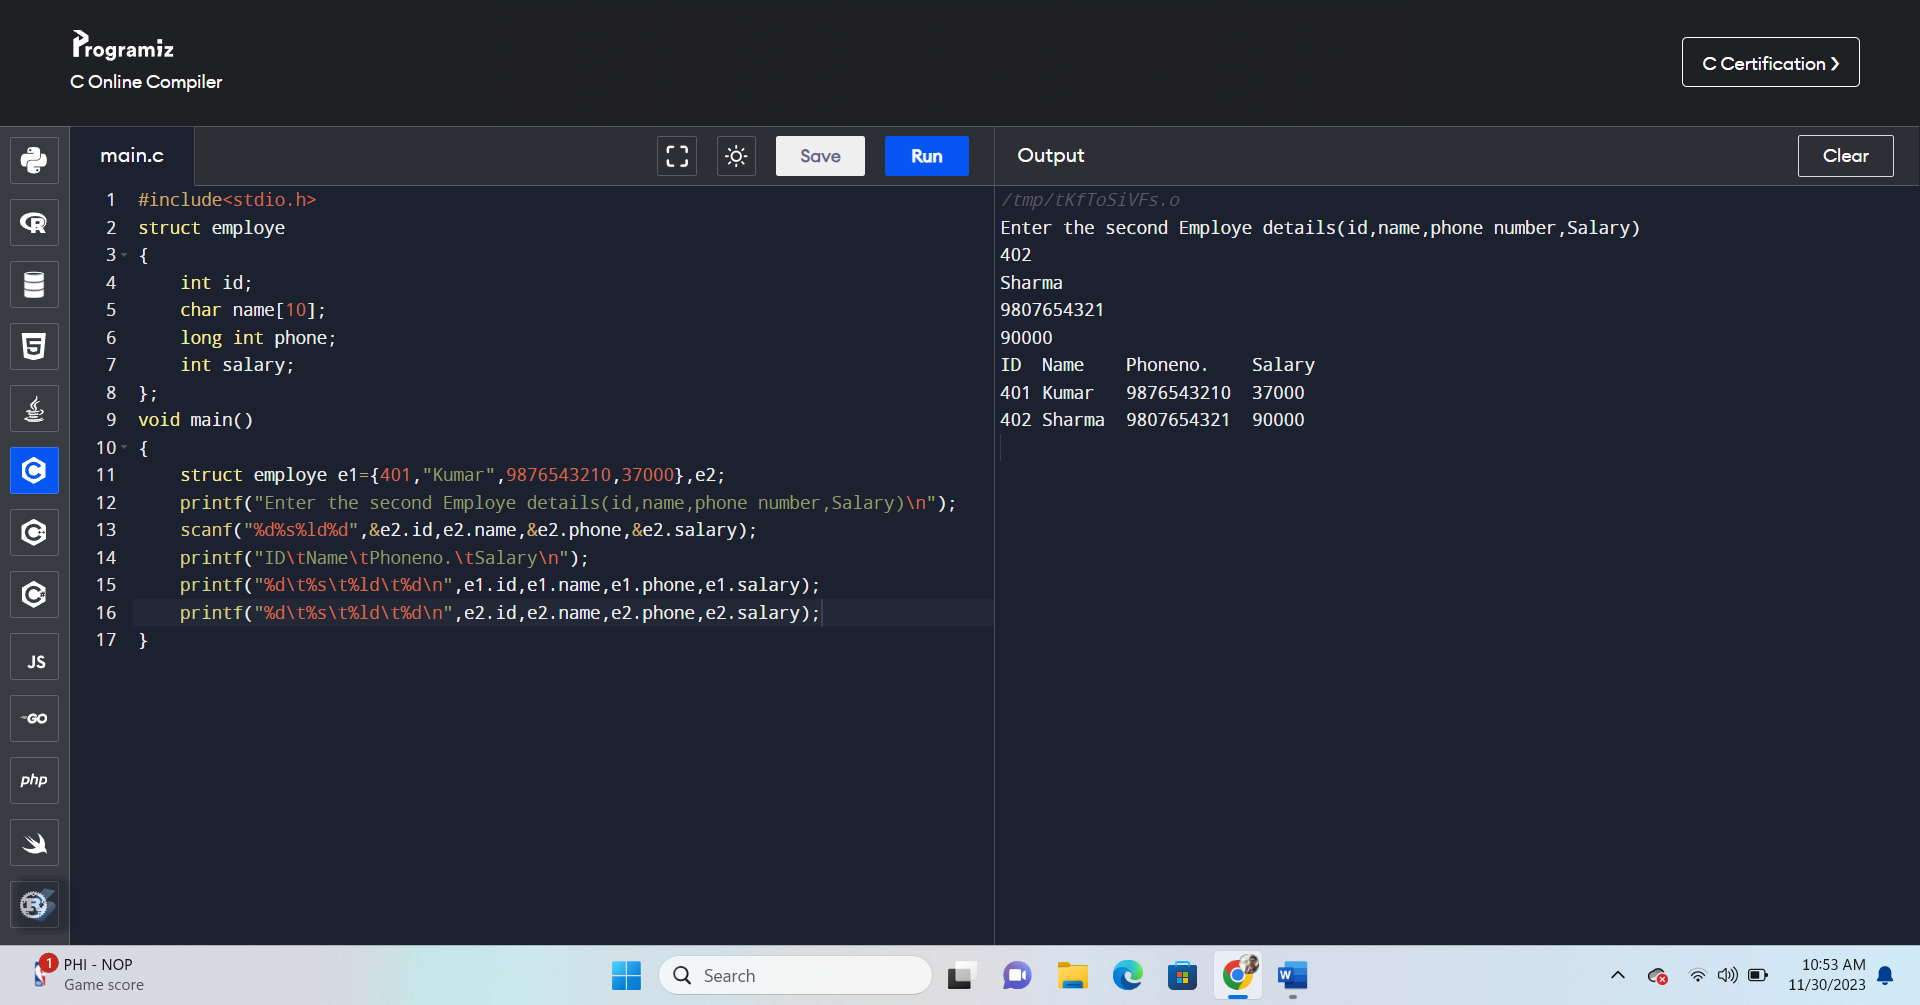 Programiz
C Online Compiler
C Certification ❯
main.c
Save
Run
Output
Clear
1 #include<stdio.h>
2 struct employe
3 {
4     int id;
5     char name[10];
6     long int phone;
7     int salary;
8 };
9 void main()
10 {
11     struct employe e1={401,"Kumar",9876543210,37000},e2;
12     printf("Enter the second Employe details(id,name,phone number,Salary)\n");
13     scanf("%d%s%ld%d",&e2.id,e2.name,&e2.phone,&e2.salary);
14     printf("ID\tName\tPhoneno.\tSalary\n");
15     printf("%d\t%s\t%ld\t%d\n",e1.id,e1.name,e1.phone,e1.salary);
16     printf("%d\t%s\t%ld\t%d\n",e2.id,e2.name,e2.phone,e2.salary);
17 }
/tmp/tKfToSiVFs.o
Enter the second Employe details(id,name,phone number,Salary)
402
Sharma
9807654321
90000
ID  Name    Phoneno.    Salary
401 Kumar   9876543210  37000
402 Sharma  9807654321  90000
R
5
C
C
C
JS
GO
php
R
1
PHI - NOP
Game score
Search
W
10:53 AM
11/30/2023